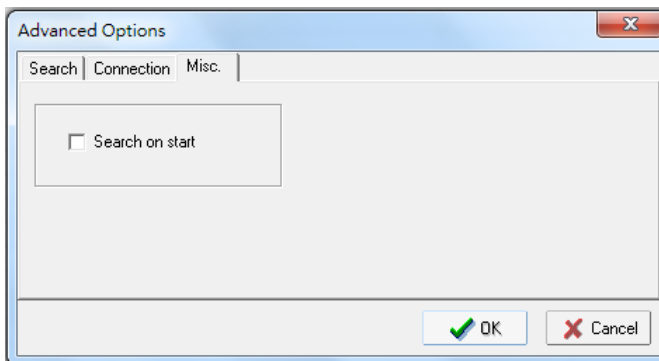 Advanced Options
Search Connection Misc.
Search on start
OK Cancel